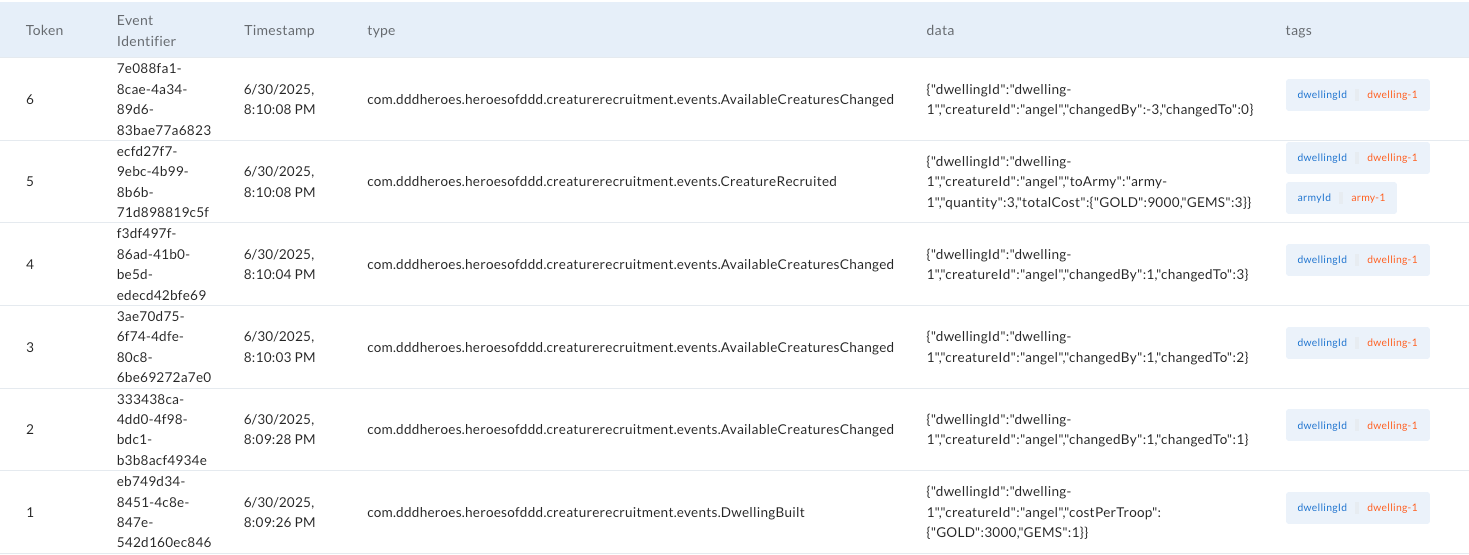 Token
Event
Identifier
Timestamp
type
data
tags
6
7e088fa1-
8cae-4a34-
89d6-
83bae77a6823
6/30/2025,
8:10:08 PM
com.dddheroes.heroesofddd.creaturerecruitment.events.AvailableCreaturesChanged
{"dwellingId":"dwelling-
1","creatureId":"angel","changedBy":-3,"changedTo":0}
dwellingId dwelling-1
5
ecfd27f7-
9ebc-4b99-
8b6b-
71d898819c5f
6/30/2025,
8:10:08 PM
com.dddheroes.heroesofddd.creaturerecruitment.events.CreatureRecruited
{"dwellingId":"dwelling-
1","creatureId":"angel","toArmy":"army-
1","quantity":3,"totalCost":{"GOLD":9000,"GEMS":3}}
dwellingId dwelling-1
armyId army-1
4
f3df497f-
86ad-41b0-
be5d-
edecd42bfe69
6/30/2025,
8:10:04 PM
com.dddheroes.heroesofddd.creaturerecruitment.events.AvailableCreaturesChanged
{"dwellingId":"dwelling-
1","creatureId":"angel","changedBy":1,"changedTo":3}
dwellingId dwelling-1
3
3ae70d75-
6f74-4dfe-
80c8-
6be69272a7e0
6/30/2025,
8:10:03 PM
com.dddheroes.heroesofddd.creaturerecruitment.events.AvailableCreaturesChanged
{"dwellingId":"dwelling-
1","creatureId":"angel","changedBy":1,"changedTo":2}
dwellingId dwelling-1
2
333438ca-
4dd0-4f98-
bdc1-
b3b8acf4934e
6/30/2025,
8:09:28 PM
com.dddheroes.heroesofddd.creaturerecruitment.events.AvailableCreaturesChanged
{"dwellingId":"dwelling-
1","creatureId":"angel","changedBy":1,"changedTo":1}
dwellingId dwelling-1
1
eb749d34-
8451-4c8e-
847e-
542d160ec846
6/30/2025,
8:09:26 PM
com.dddheroes.heroesofddd.creaturerecruitment.events.DwellingBuilt
{"dwellingId":"dwelling-
1","creatureId":"angel","costPerTroop":
{"GOLD":3000,"GEMS":1}}
dwellingId dwelling-1